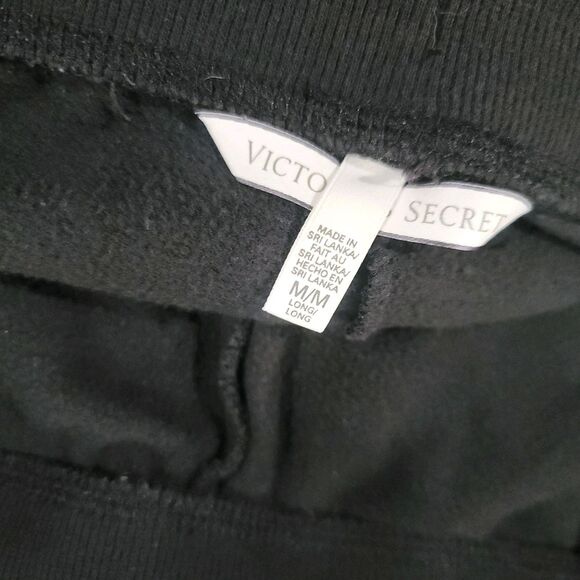 VICTO S SECRET
MADE IN
SRI LANKA/
FAIT AU
SRI LANKA/
HECHO EN
SRI LANKA
M/M
LONG/
LONG